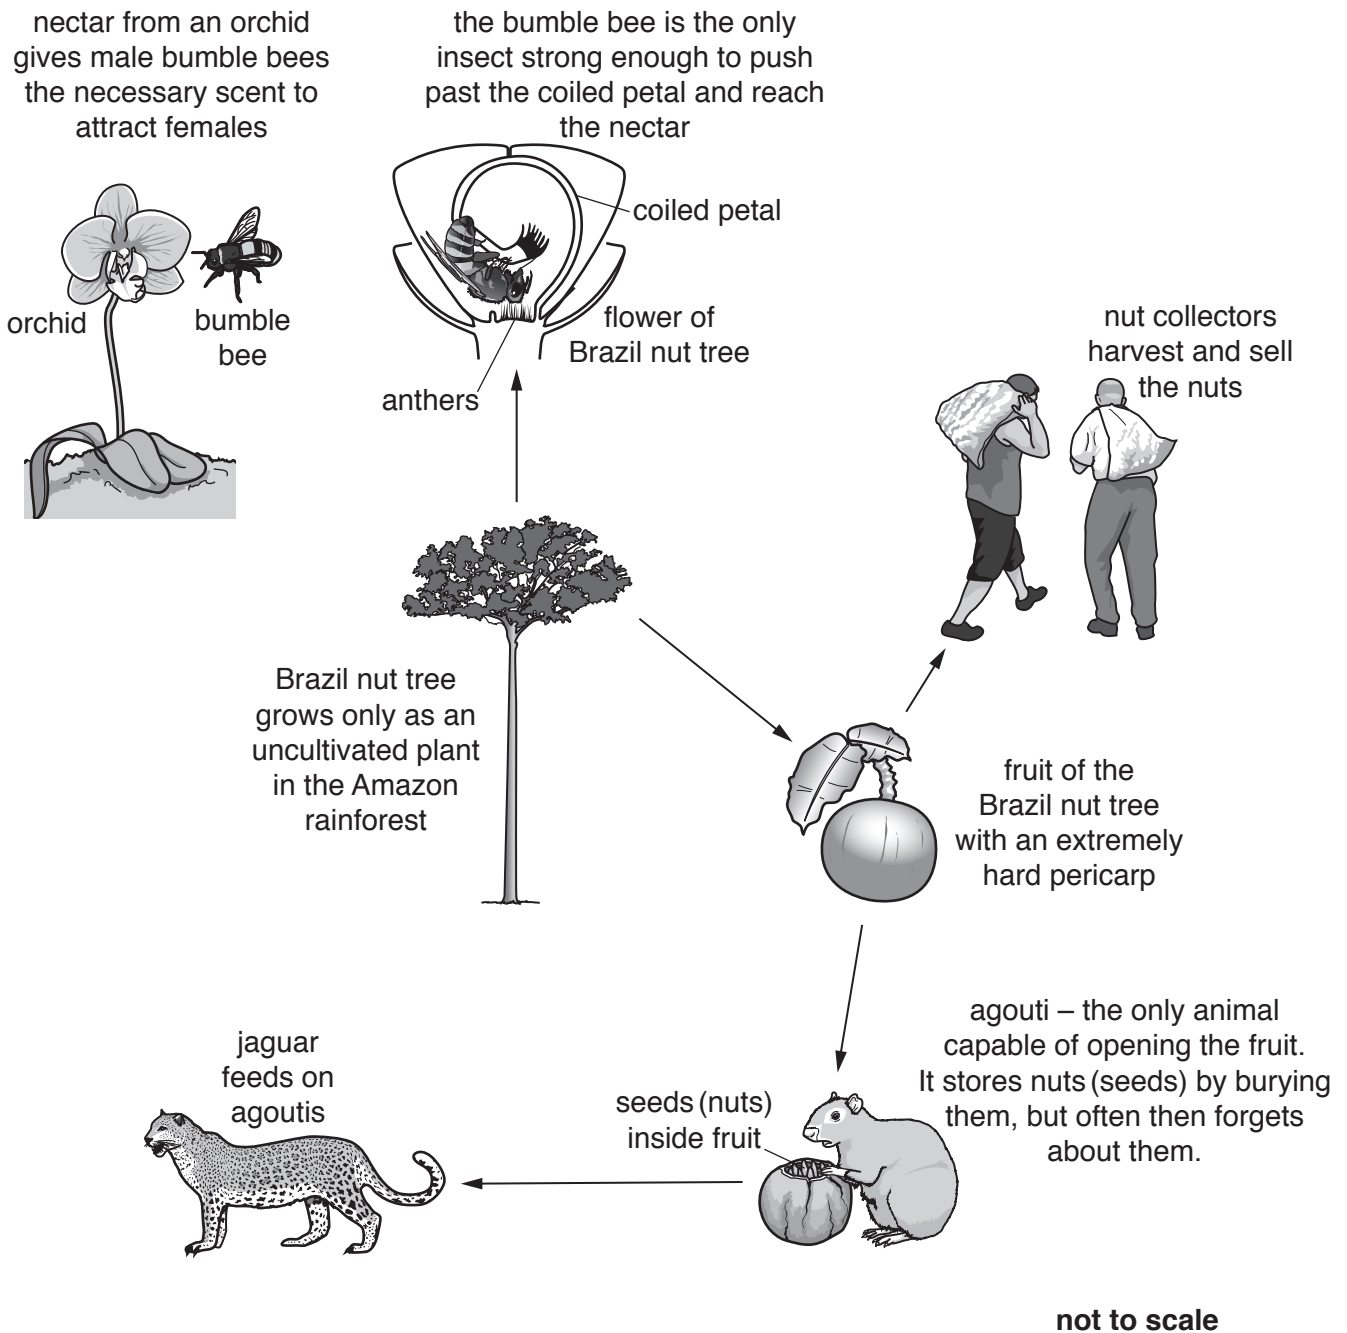 nectar from an orchid
gives male bumble bees
the necessary scent to
attract females
the bumble bee is the only
insect strong enough to push
past the coiled petal and reach
the nectar
coiled petal
orchid
bumble
bee
flower of
Brazil nut tree
anthers
nut collectors
harvest and sell
the nuts
Brazil nut tree
grows only as an
uncultivated plant
in the Amazon
rainforest
fruit of the
Brazil nut tree
with an extremely
hard pericarp
agouti – the only animal
capable of opening the fruit.
It stores nuts (seeds) by burying
them, but often then forgets
about them.
jaguar
feeds on
agoutis
seeds (nuts)
inside fruit
not to scale